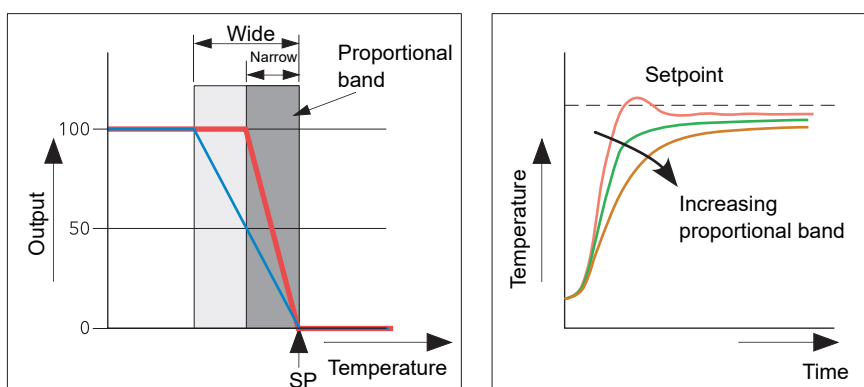 Wide
Narrow
Proportional
band
100
50
0
Output
SP
Temperature
Setpoint
Temperature
Increasing
proportional band
Time